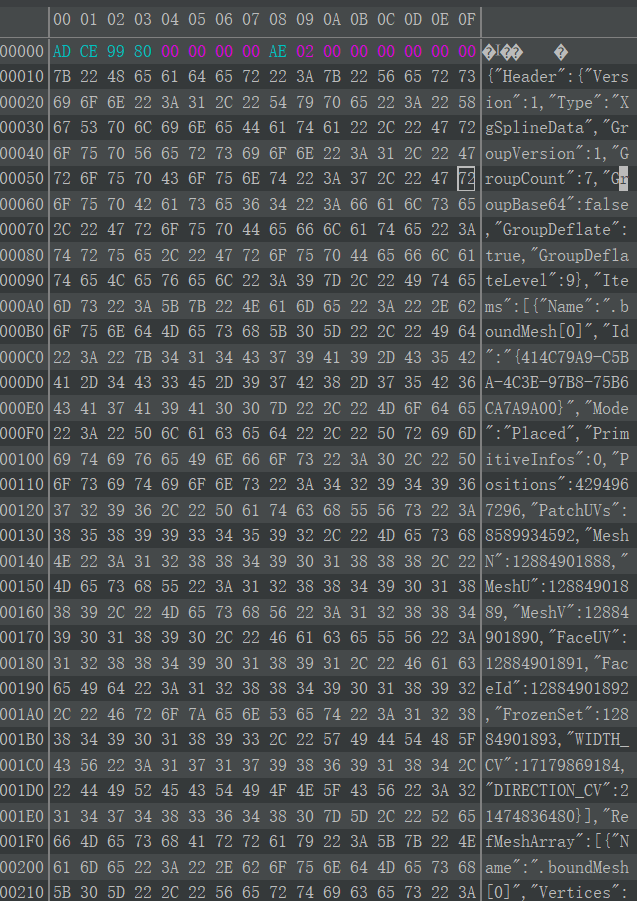 00 01 02 03 04 05 06 07 08 09 0A 0B 0C 0D 0E 0F
00000 AD CE 99 80 00 00 00 00 AE 02 00 00 00 00 00 00
00010 7B 22 48 65 61 64 65 72 22 3A 7B 22 56 65 72 73 {"Header":{"Vers
00020 69 6F 6E 22 3A 31 2C 22 54 79 70 65 22 3A 22 58 ion":1,"Type":"X
00030 67 53 70 6C 69 6E 65 44 61 74 61 22 2C 22 47 72 gSplineData","Gr
00040 6F 75 70 56 65 72 73 69 6F 6E 22 3A 31 2C 22 47 oupVersion":1,"G
00050 72 6F 75 70 43 6F 75 6E 74 22 3A 37 2C 22 47 72 roupCount":7,"Gr
00060 6F 75 70 42 61 73 65 36 34 22 3A 66 61 6C 73 65 oupBase64":false
00070 2C 22 47 72 6F 75 70 44 65 66 6C 61 74 65 22 3A ,"GroupDeflate":
00080 74 72 75 65 2C 22 47 72 6F 75 70 44 65 66 6C 61 true,"GroupDefla
00090 74 65 4C 65 76 65 6C 22 3A 39 7D 2C 22 49 74 65 teLevel":9},"Ite
000A0 6D 73 22 3A 5B 7B 22 4E 61 6D 65 22 3A 22 2E 62 ms":[{"Name":".b
000B0 6F 75 6E 64 4D 65 73 68 5B 30 5D 22 2C 22 49 64 oundMesh[0]","Id
000C0 22 3A 22 7B 34 31 34 43 37 39 41 39 2D 43 35 42 ":"{414C79A9-C5B
000D0 41 2D 34 43 33 45 2D 39 37 42 38 2D 37 35 42 36 A-4C3E-97B8-75B6
000E0 43 41 37 41 39 41 30 30 7D 22 2C 22 4D 6F 64 65 CA7A9A00}","Mode
000F0 22 3A 22 50 6C 61 63 65 64 22 2C 22 50 72 69 6D ":"Placed","Prim
00100 69 74 69 76 65 49 6E 66 6F 73 22 3A 30 2C 22 50 itiveInfos":0,"P
00110 6F 73 69 74 69 6F 6E 73 22 3A 34 32 39 34 39 36 ositions":429496
00120 37 32 39 36 2C 22 50 61 74 63 68 55 56 73 22 3A 7296,"PatchUVs":
00130 38 35 38 39 39 33 34 35 39 32 2C 22 4D 65 73 68 8589934592,"Mesh
00140 4E 22 3A 31 32 38 38 34 39 30 31 38 38 38 2C 22 N":12884901888,"
00150 4D 65 73 68 55 22 3A 31 32 38 38 34 39 30 31 38 MeshU":128849018
00160 38 39 2C 22 4D 65 73 68 56 22 3A 31 32 38 38 34 89,"MeshV":12884
00170 39 30 31 38 39 30 2C 22 46 61 63 65 55 56 22 3A 901890,"FaceUV":
00180 31 32 38 38 34 39 30 31 38 39 31 2C 22 46 61 63 12884901891,"Fac
00190 65 49 64 22 3A 31 32 38 38 34 39 30 31 38 39 32 eId":12884901892
001A0 2C 22 46 72 6F 7A 65 6E 53 65 74 22 3A 31 32 38 ,"FrozenSet":128
001B0 38 34 39 30 31 38 39 33 2C 22 57 49 44 54 48 5F 84901893,"WIDTH_
001C0 43 56 22 3A 31 37 31 37 39 38 36 39 31 38 34 2C CV":17179869184,
001D0 22 44 49 52 45 43 54 49 4F 4E 5F 43 56 22 3A 32 "DIRECTION_CV":2
001E0 31 34 37 34 38 33 36 34 38 30 7D 5D 2C 22 52 65 1474836480}],"Re
001F0 66 4D 65 73 68 41 72 72 61 79 22 3A 5B 7B 22 4E fMeshArray":[{"N
00200 61 6D 65 22 3A 22 2E 62 6F 75 6E 64 4D 65 73 68 ame":".boundMesh
00210 5B 30 5D 22 2C 22 56 65 72 74 69 63 65 73 22 3A [0]","Vertices":